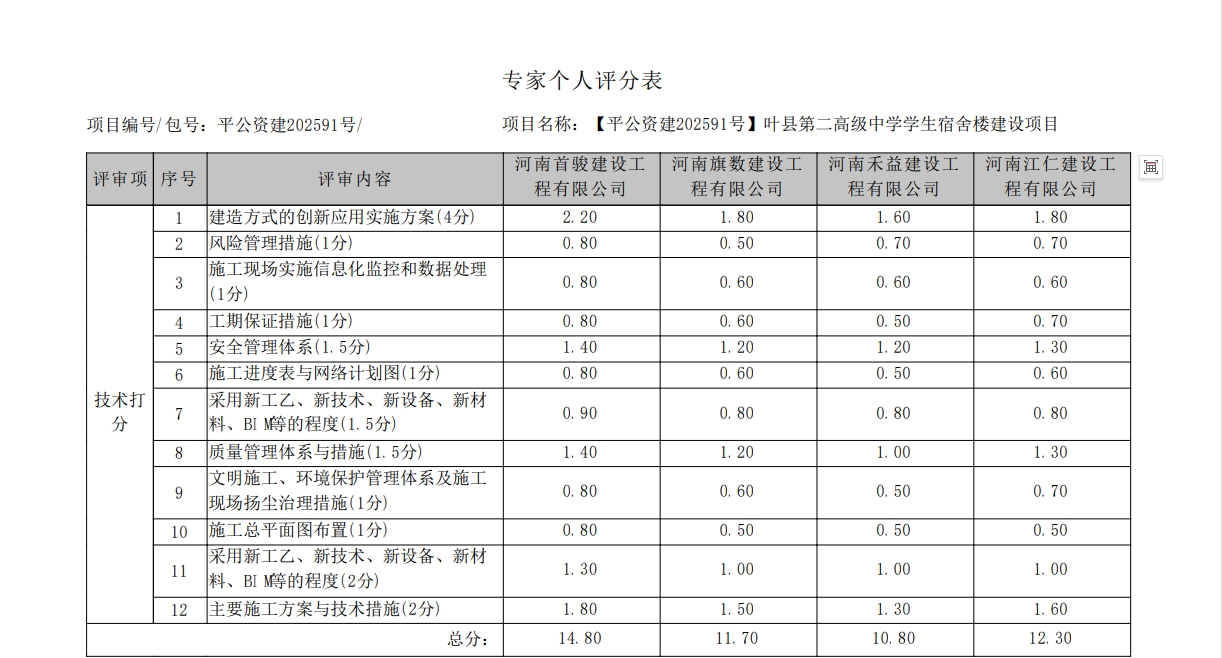 专家个人评分表
项目编号/包号：平公资建202591号/ 项目名称：【平公资建202591号】叶县第二高级中学学生宿舍楼建设项目
评审项 序号 评审内容 河南首骏建设工程有限公司 河南旗数建设工程有限公司 河南禾益建设工程有限公司 河南江仁建设工程有限公司
技术打分
1 建造方式的创新应用实施方案(4分) 2.20 1.80 1.60 1.80
2 风险管理措施(1分) 0.80 0.50 0.70 0.70
3 施工现场实施信息化监控和数据处理(1分) 0.80 0.60 0.60 0.60
4 工期保证措施(1分) 0.80 0.60 0.50 0.70
5 安全管理体系(1.5分) 1.40 1.20 1.20 1.30
6 施工进度表与网络计划图(1分) 0.80 0.60 0.50 0.60
7 采用新工乙、新技术、新设备、新材料、BIM等的程度(1.5分) 0.90 0.80 0.80 0.80
8 质量管理体系与措施(1.5分) 1.40 1.20 1.00 1.30
9 文明施工、环境保护管理体系及施工现场扬尘治理措施(1分) 0.80 0.60 0.50 0.70
10 施工总平面图布置(1分) 0.80 0.50 0.50 0.50
11 采用新工乙、新技术、新设备、新材料、BIM等的程度(2分) 1.30 1.00 1.00 1.00
12 主要施工方案与技术措施(2分) 1.80 1.50 1.30 1.60
总分： 14.80 11.70 10.80 12.30